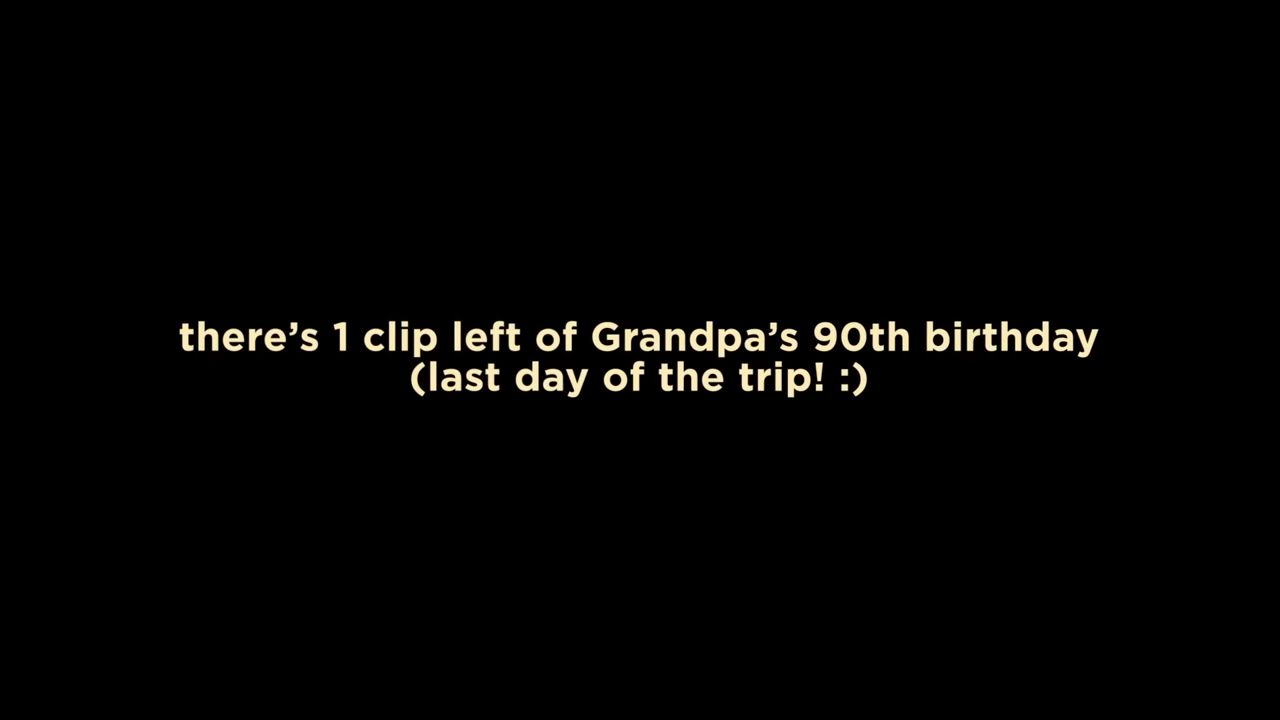 there’s 1 clip left of Grandpa’s 90th birthday
(last day of the trip! :)